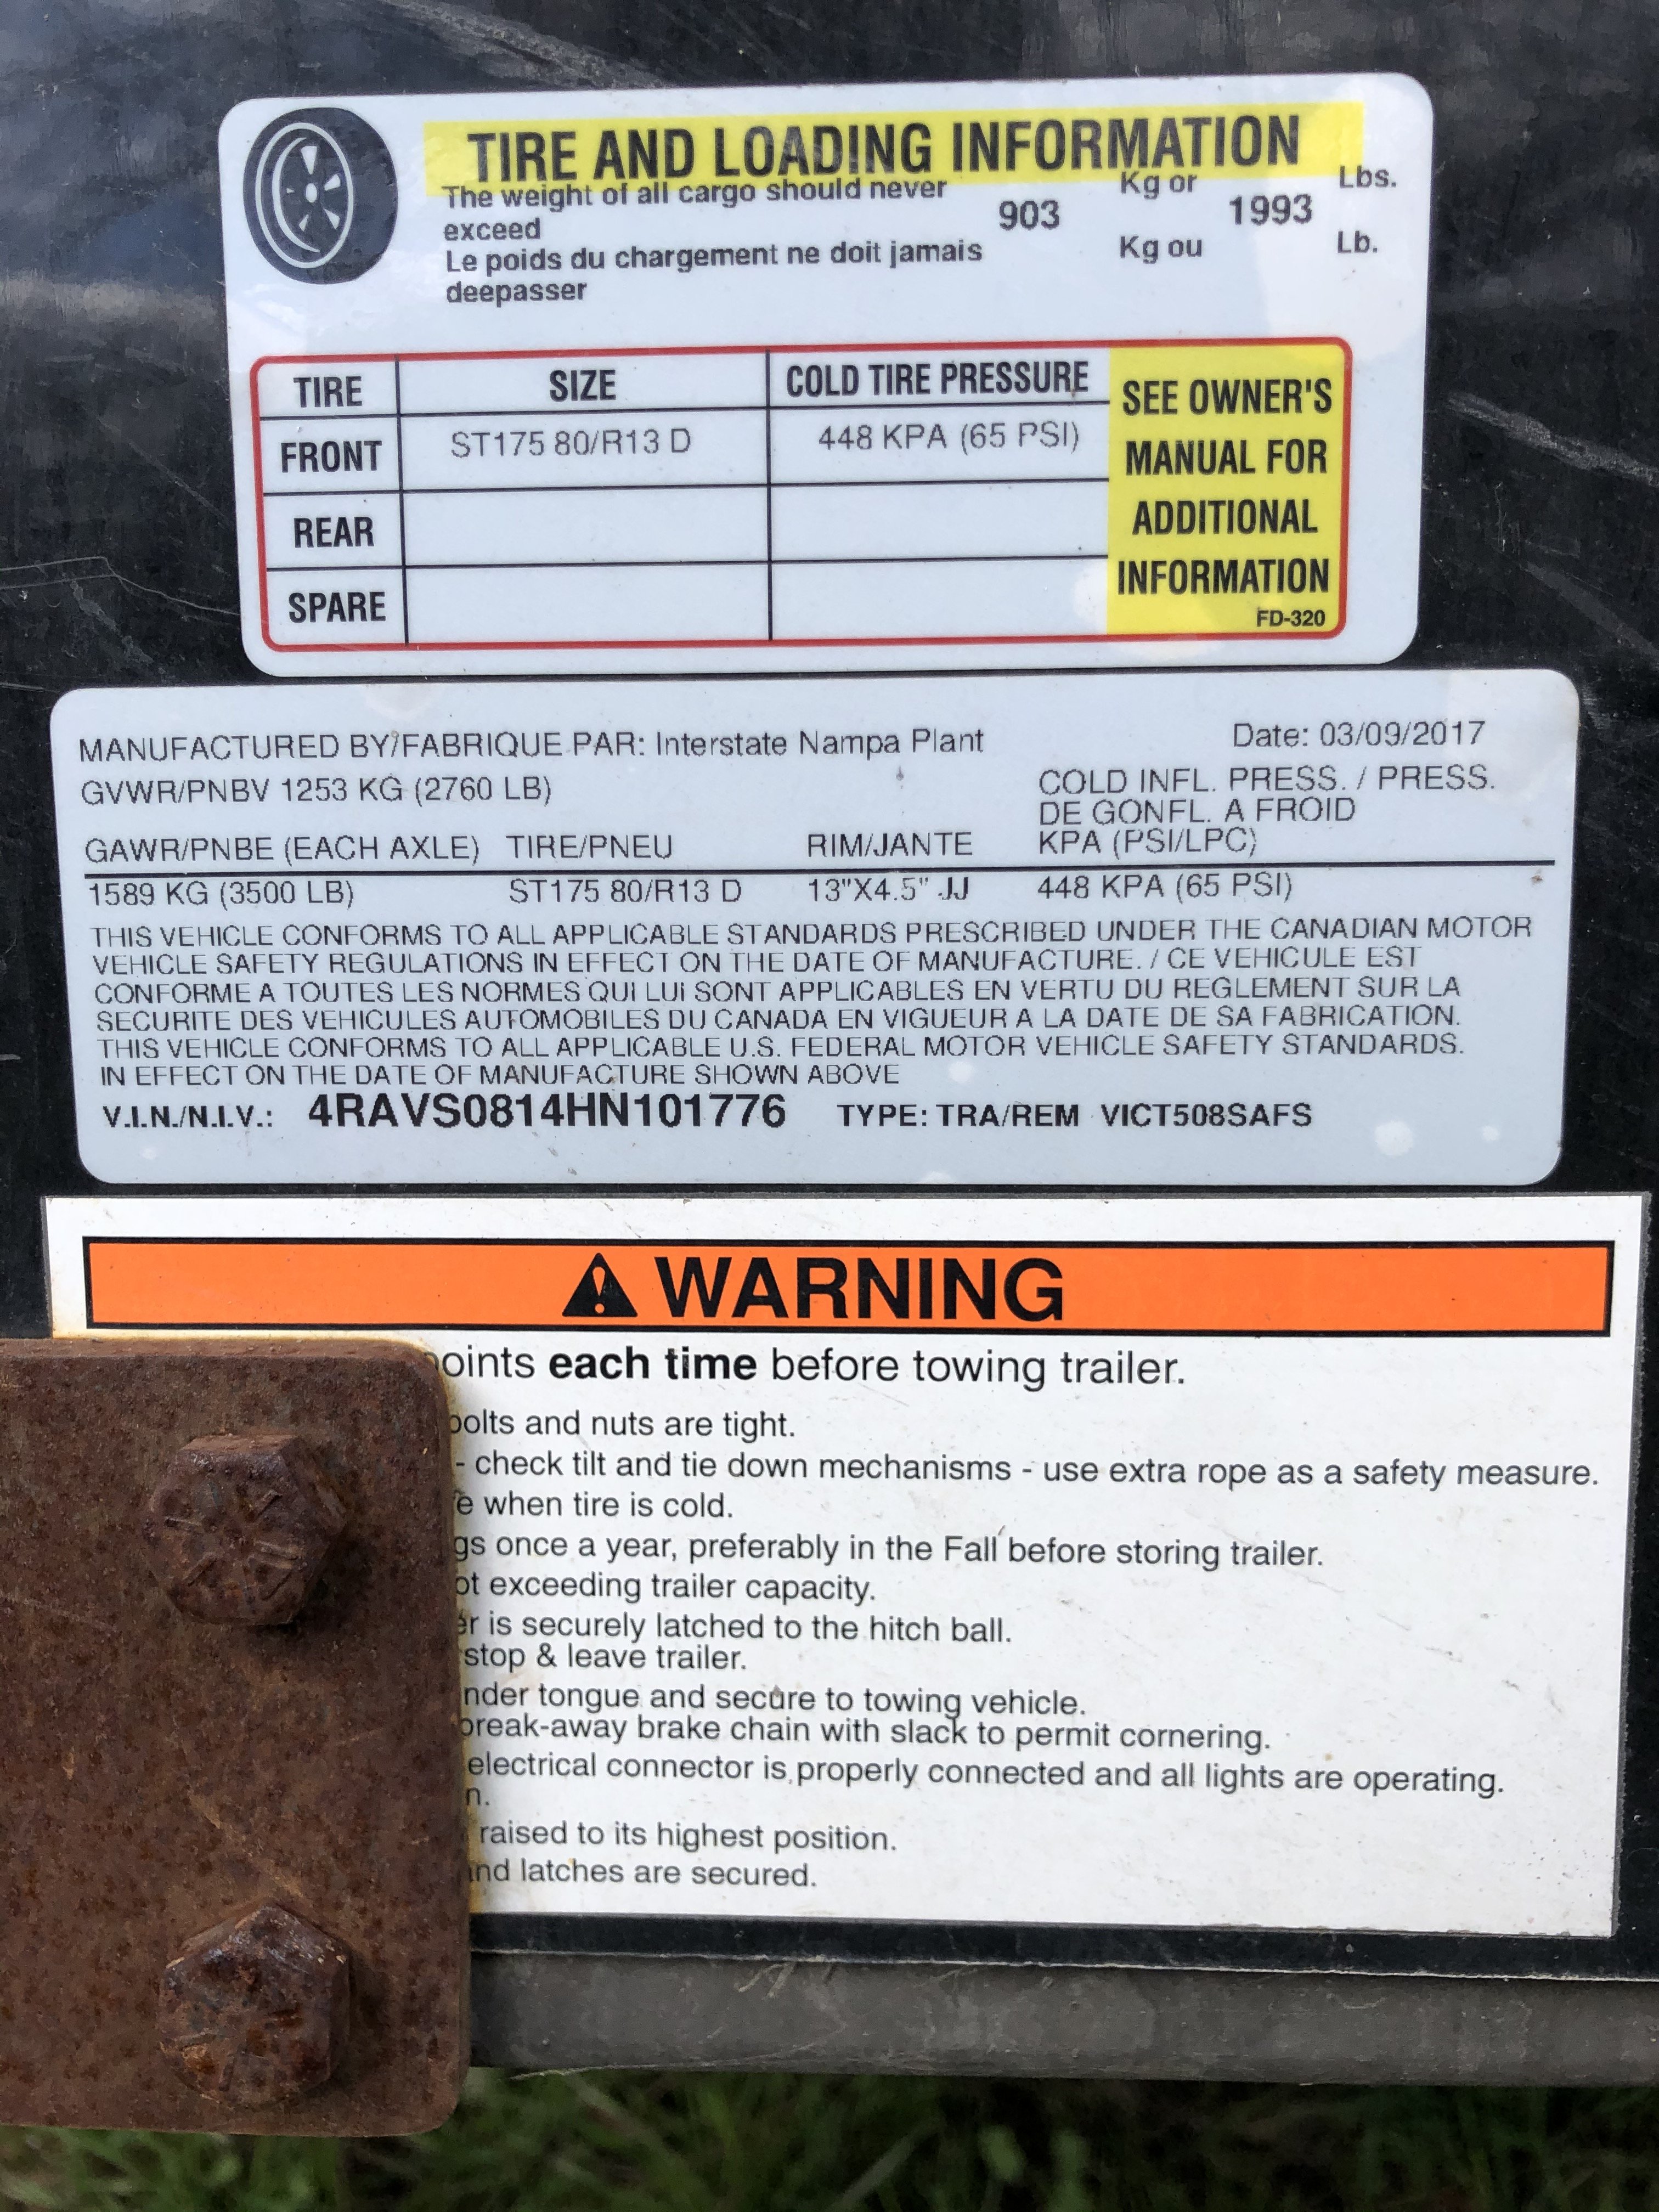 TIRE AND LOADING INFORMATION
The weight of all cargo should never
exceed
903 Kg or 1993 Lbs.
Le poids du chargement ne doit jamais
deepasser
Kg ou Lb.
TIRE SIZE COLD TIRE PRESSURE
FRONT ST175 80/R13 D 448 KPA (65 PSI)
REAR
SPARE
SEE OWNER'S
MANUAL FOR
ADDITIONAL
INFORMATION
FD-320
MANUFACTURED BY/FABRIQUE PAR: Interstate Nampa Plant Date: 03/09/2017
GVWR/PNBV 1253 KG (2760 LB)
COLD INFL. PRESS. / PRESS.
DE GONFL. A FROID
GAWR/PNBE (EACH AXLE) TIRE/PNEU RIM/JANTE KPA (PSI/LPC)
1589 KG (3500 LB) ST175 80/R13 D 13"X4.5" JJ 448 KPA (65 PSI)
THIS VEHICLE CONFORMS TO ALL APPLICABLE STANDARDS PRESCRIBED UNDER THE CANADIAN MOTOR
VEHICLE SAFETY REGULATIONS IN EFFECT ON THE DATE OF MANUFACTURE. / CE VEHICULE EST
CONFORME A TOUTES LES NORMES QUI LUI SONT APPLICABLES EN VERTU DU REGLEMENT SUR LA
SECURITE DES VEHICULES AUTOMOBILES DU CANADA EN VIGUEUR A LA DATE DE SA FABRICATION.
THIS VEHICLE CONFORMS TO ALL APPLICABLE U.S. FEDERAL MOTOR VEHICLE SAFETY STANDARDS.
IN EFFECT ON THE DATE OF MANUFACTURE SHOWN ABOVE
V.I.N./N.I.V.: 4RAVS0814HN101776 TYPE: TRA/REM VICT508SAFS
WARNING
each time before towing trailer.
and nuts are tight.
- check tilt and tie down mechanisms - use extra rope as a safety measure.
when tire is cold.
once a year, preferably in the Fall before storing trailer.
exceeding trailer capacity.
is securely latched to the hitch ball.
stop & leave trailer.
tongue and secure to towing vehicle.
break-away brake chain with slack to permit cornering.
electrical connector is properly connected and all lights are operating.
raised to its highest position.
latches are secured.